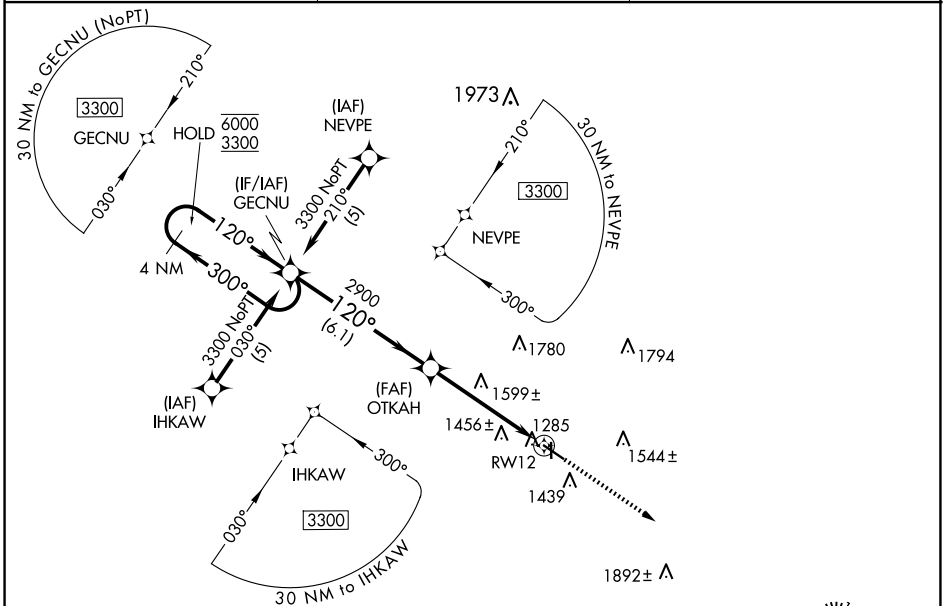 30 NM to GECNU (NoPT)
210°
3300
GECNU
030°
HOLD 6000
3300
(IAF)
NEVPE
3300 NoPT
210°
(5)
(IF/IAF)
GECNU
120°
4 NM
300°
3300 NoPT
030°
(5)
(IAF)
IHKAW
2900
120°
(6.1)
(FAF)
OTKAH
1973
210°
30 NM to NEVPE
3300
NEVPE
300°
1780
1794
1599±
1456±
1285
RW12
1544±
1439
1892±
300°
IHKAW
030°
3300
30 NM to IHKAW